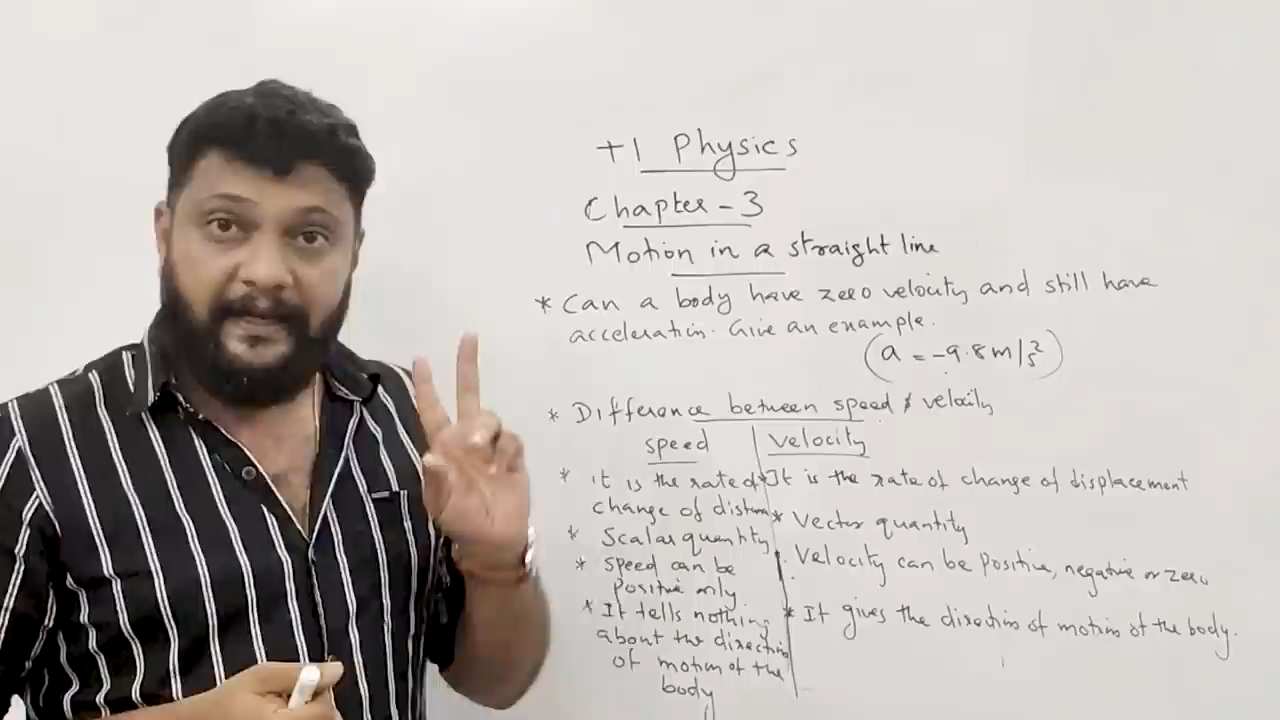 +1 Physics
Chapter - 3
Motion in a straight line
* Can a body have zero velocity and still have
acceleration. Give an example.
(a = -9.8 m/s²)
* Difference between speed & velocity
speed | velocity
* it is the rate of
change of distance
* Scalar quantity
* speed can be
positive only
* It tells nothing
about the direction
of motion of the
body
* It is the rate of change of displacement
* Vector quantity
. Velocity can be positive, negative or zero
* It gives the direction of motion of the body.